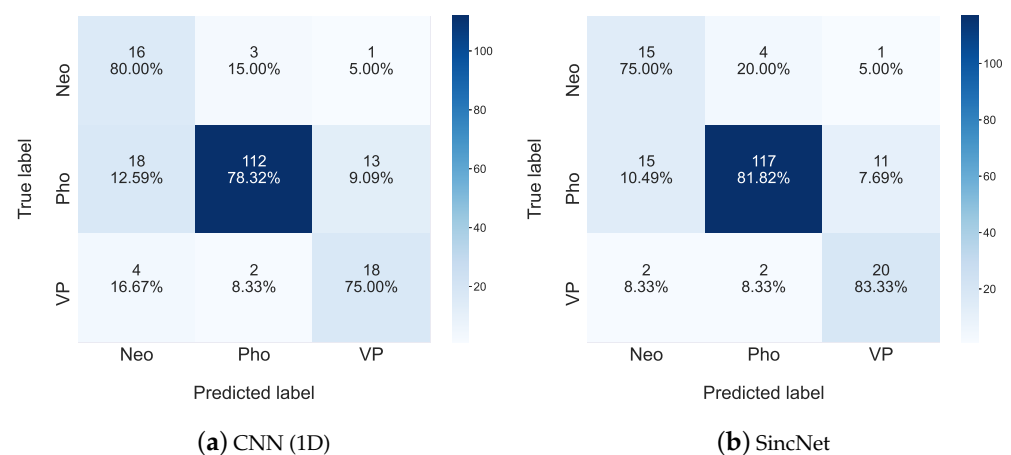 16 3 1
80.00% 15.00% 5.00%
Neo
18 112 13
12.59% 78.32% 9.09%
Pho
4 2 18
16.67% 8.33% 75.00%
VP
True label
Neo Pho VP
Predicted label
100
80
60
40
20
(a) CNN (1D)
15 4 1
75.00% 20.00% 5.00%
Neo
15 117 11
10.49% 81.82% 7.69%
Pho
2 2 20
8.33% 8.33% 83.33%
VP
True label
Neo Pho VP
Predicted label
100
80
60
40
20
(b) SincNet